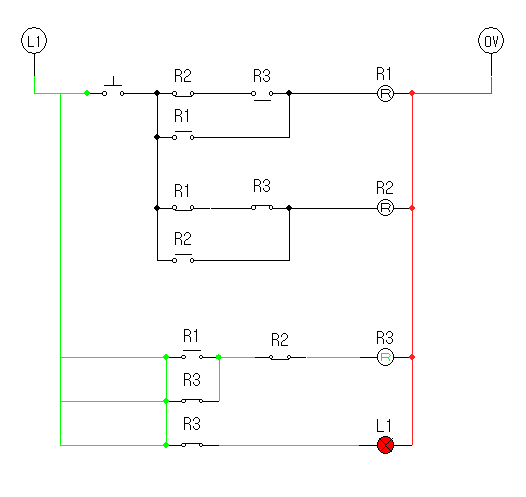 L1 0V
R2 R3 R1
R1
R1 R3 R2
R2
R1 R2 R3
R3
R3 L1